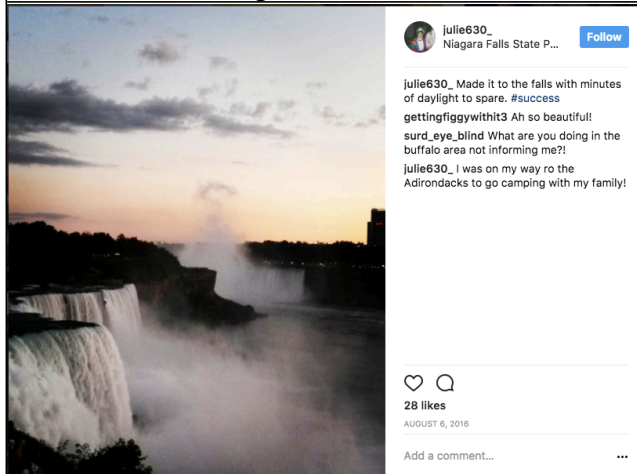 julie630_
Niagara Falls State P...
Follow
julie630_ Made it to the falls with minutes
of daylight to spare. #success
gettingfiggywithit3 Ah so beautiful!
surd_eye_blind What are you doing in the
buffalo area not informing me?!
julie630_ I was on my way ro the
Adirondacks to go camping with my family!
28 likes
AUGUST 6, 2016
Add a comment...